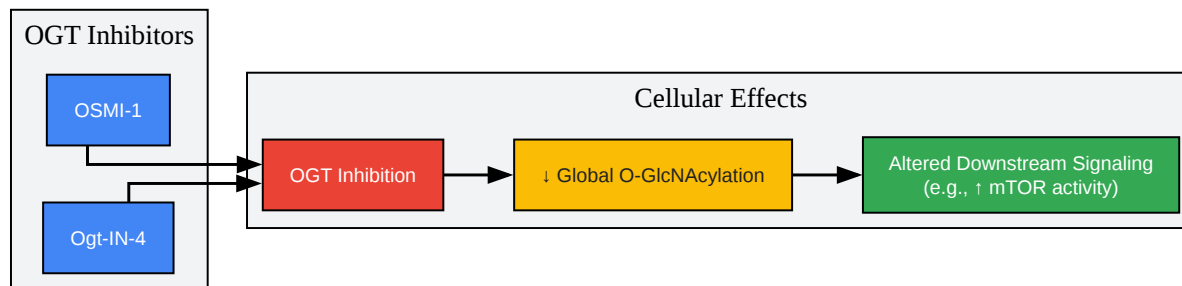 OGT Inhibitors
OSMI-1
Ogt-IN-4
Cellular Effects
OGT Inhibition
↓ Global O-GlcNAcylation
Altered Downstream Signaling
(e.g., ↑ mTOR activity)